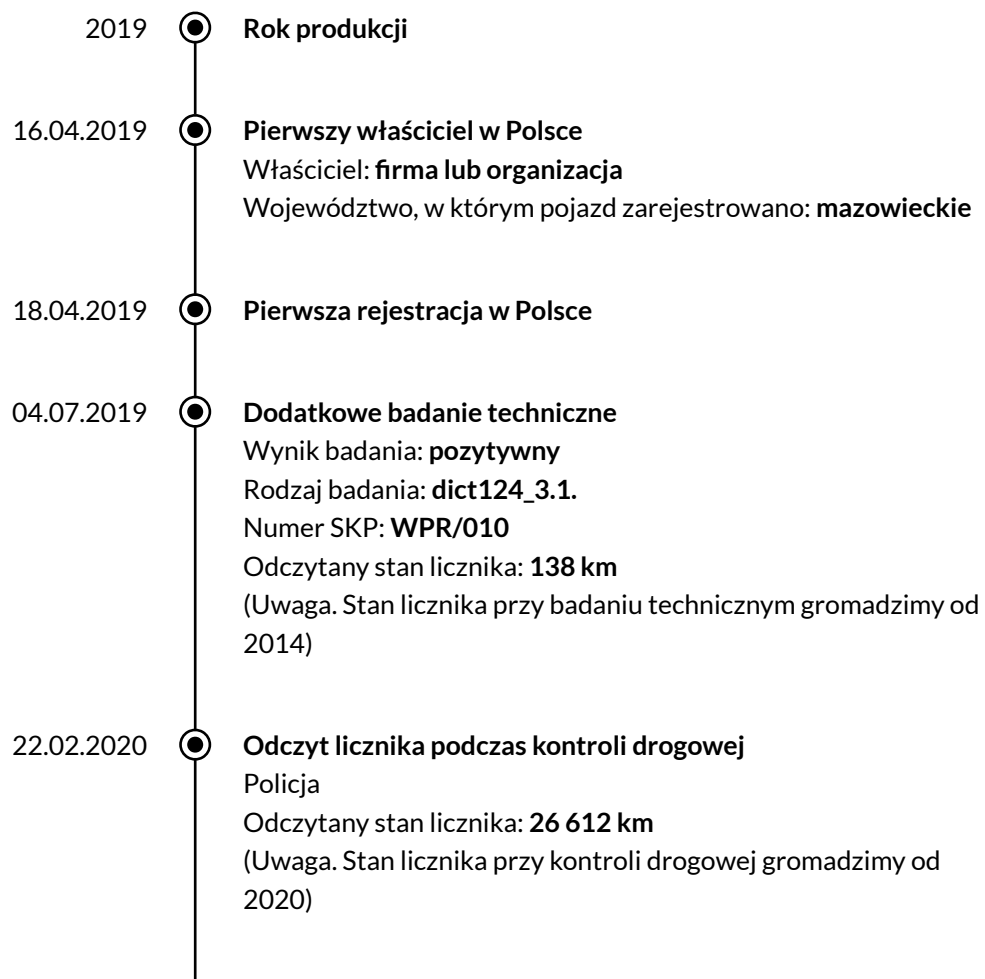 2019 Rok produkcji
16.04.2019 Pierwszy właściciel w Polsce
Właściciel: firma lub organizacja
Województwo, w którym pojazd zarejestrowano: mazowieckie
18.04.2019 Pierwsza rejestracja w Polsce
04.07.2019 Dodatkowe badanie techniczne
Wynik badania: pozytywny
Rodzaj badania: dict124_3.1.
Numer SKP: WPR/010
Odczytany stan licznika: 138 km
(Uwaga. Stan licznika przy badaniu technicznym gromadzimy od
2014)
22.02.2020 Odczyt licznika podczas kontroli drogowej
Policja
Odczytany stan licznika: 26 612 km
(Uwaga. Stan licznika przy kontroli drogowej gromadzimy od
2020)